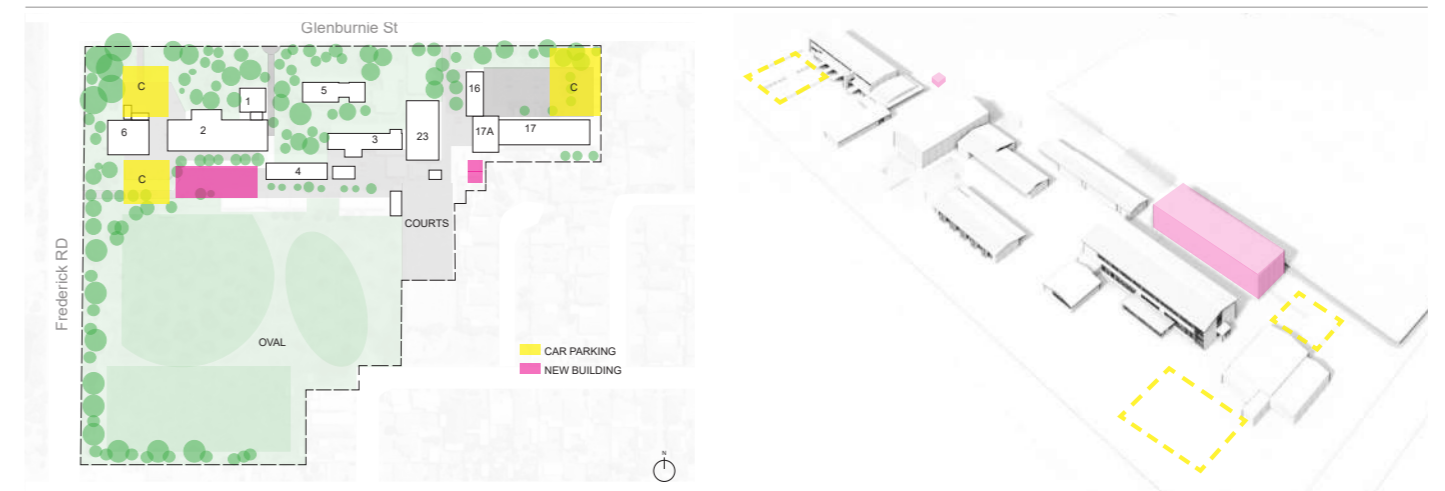 Glenburnie St
C
1
5
16
C
6
2
3
23
17A
17
C
4
COURTS
Frederick RD
OVAL
CAR PARKING
NEW BUILDING
N